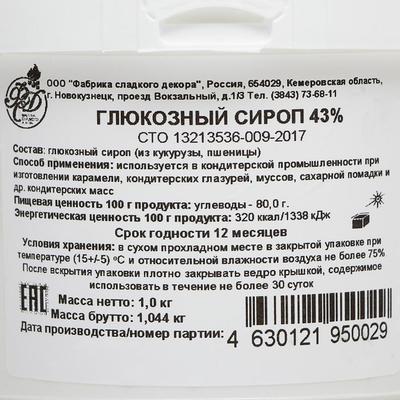 ООО "Фабрика сладкого декора", Россия, 654029, Кемеровская область,
г. Новокузнецк, проезд Вокзальный, д.1/3 Тел. (3843) 73-68-11
ГЛЮКОЗНЫЙ СИРОП 43%
СТО 13213536-009-2017
Состав: глюкозный сироп (из кукурузы, пшеницы)
Способ применения: используется в кондитерской промышленности при
изготовлении карамели, кондитерских глазурей, муссов, сахарной помадки и
др. кондитерских масс
Пищевая ценность 100 г продукта: углеводы - 80,0 г.
Энергетическая ценность 100 г продукта: 320 ккал/1338 кДж
Срок годности 12 месяцев
Условия хранения: в сухом прохладном месте в закрытой упаковке при
температуре (15+/-5) °С и относительной влажности воздуха не более 75%
После вскрытия упаковки плотно закрывать ведро крышкой, содержимое
использовать в течение не более 30 суток
ЕАС
Масса нетто: 1,0 кг
Масса брутто: 1,044 кг
Дата производства/номер партии:
4 630121 950029